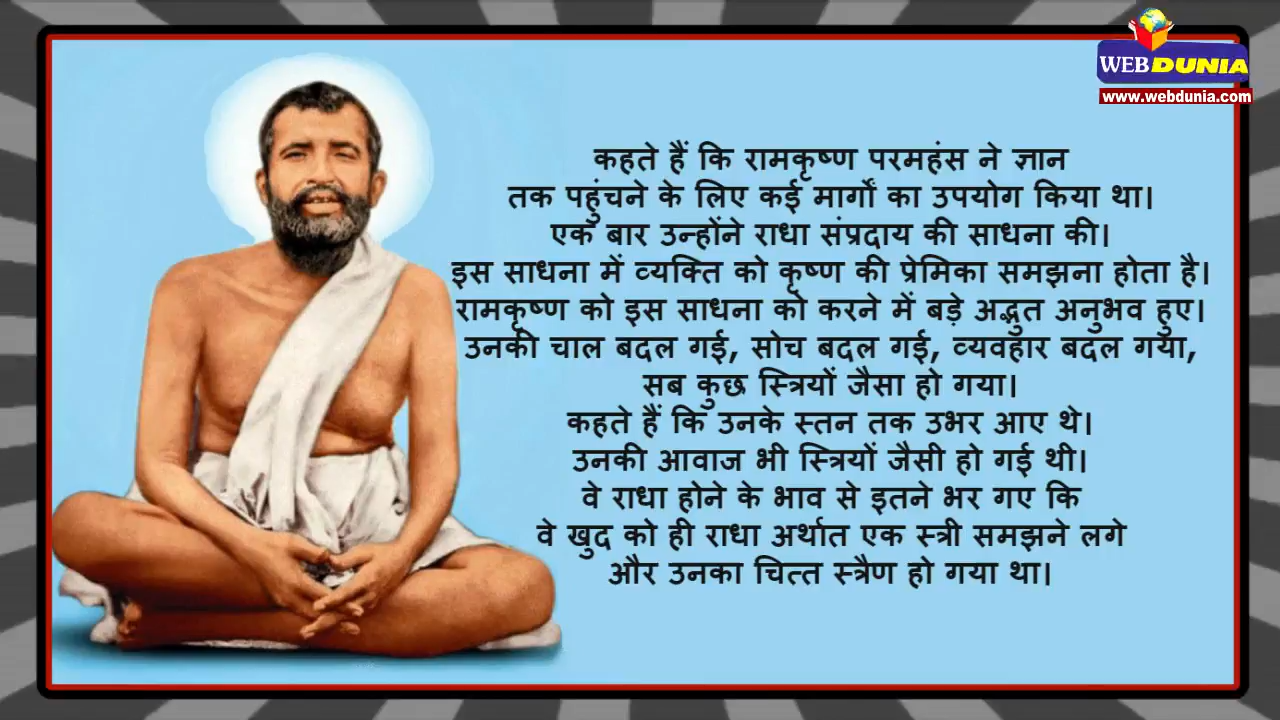 WEBDUNIA
www.webdunia.com
कहते हैं कि रामकृष्ण परमहंस ने ज्ञान
तक पहुंचने के लिए कई मार्गों का उपयोग किया था।
एक बार उन्होंने राधा संप्रदाय की साधना की।
इस साधना में व्यक्ति को कृष्ण की प्रेमिका समझना होता है।
रामकृष्ण को इस साधना को करने में बड़े अद्भुत अनुभव हुए।
उनकी चाल बदल गई, सोच बदल गई, व्यवहार बदल गया,
सब कुछ स्त्रियों जैसा हो गया।
कहते हैं कि उनके स्तन तक उभर आए थे।
उनकी आवाज भी स्त्रियों जैसी हो गई थी।
वे राधा होने के भाव से इतने भर गए कि
वे खुद को ही राधा अर्थात एक स्त्री समझने लगे
और उनका चित्त स्त्रैण हो गया था।